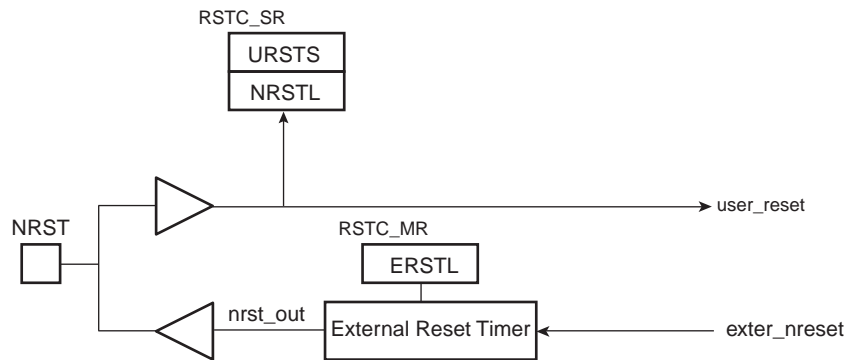 RSTC_SR
URSTS
NRSTL
user_reset
NRST
RSTC_MR
ERSTL
nrst_out
External Reset Timer
exter_nreset